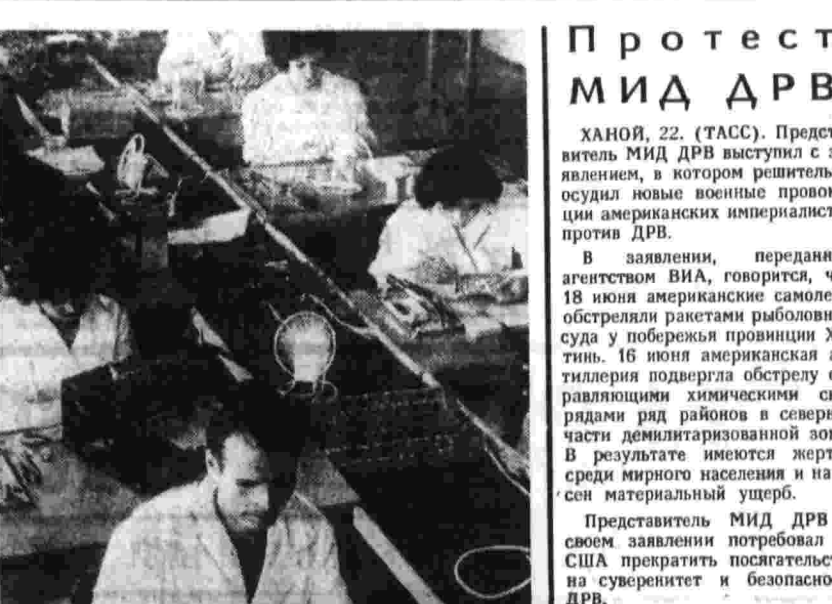 Протест
МИД ДРВ
ХАНОЙ, 22. (ТАСС). Предст
витель МИД ДРВ выступил с з
явлением, в котором решитель
осудил новые военные провок
ции американских империалист
против ДРВ.
В заявлении, переданн
агентством ВИА, говорится, ч
18 июня американские самоле
обстреляли ракетами рыболовн
суда у побережья провинции Х
тинь. 16 июня американская а
тиллерия подвергла обстрелу о
равляющими химическими сн
рядами ряд районов в северн
части демилитаризованной зон
В результате имеются жерт
среди мирного населения и на
сен материальный ущерб.
Представитель МИД ДРВ
своем заявлении потребовал
США прекратить посягательс
на суверенитет и безопасно
ДРВ.